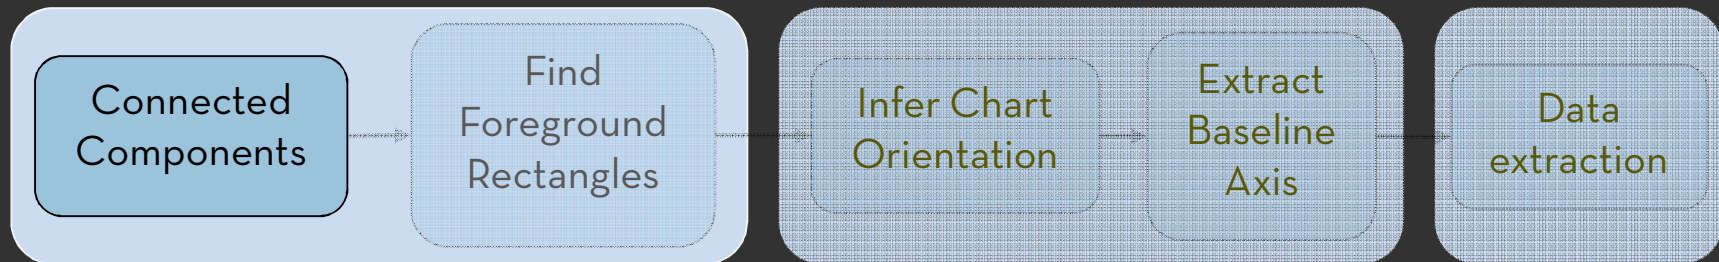 Connected
Components
Find
Foreground
Rectangles
Infer Chart
Orientation
Extract
Baseline
Axis
Data
extraction